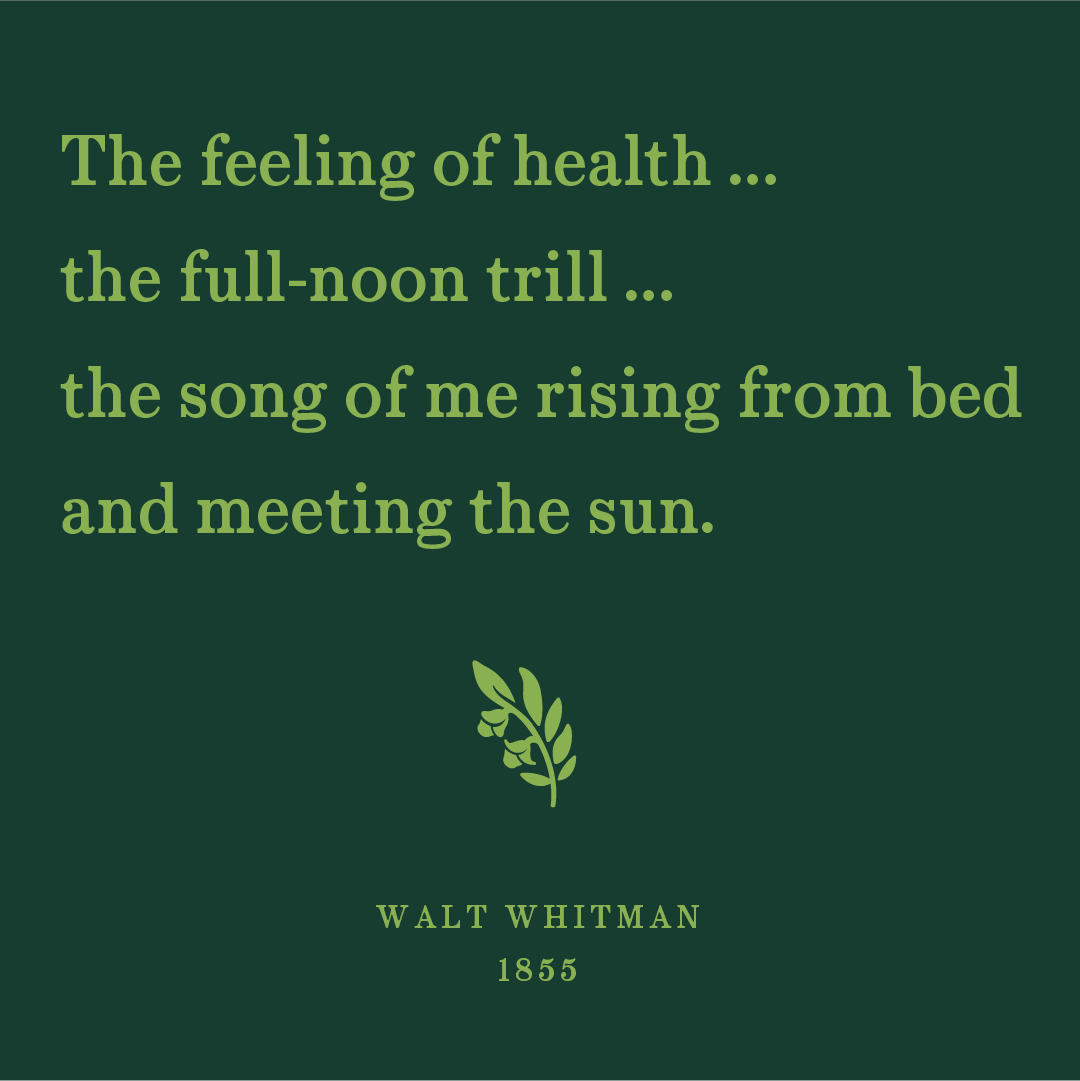 The feeling of health ...
the full-noon trill ...
the song of me rising from bed
and meeting the sun.
WALT WHITMAN
1855